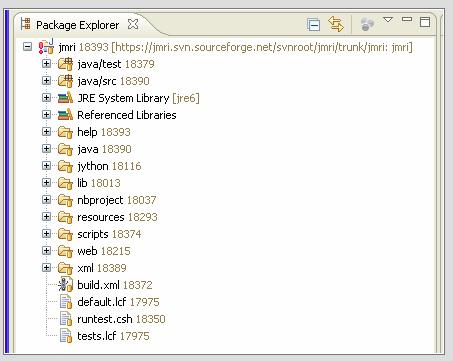 Package Explorer
jmri 18393 [https://jmri.svn.sourceforge.net/svnroot/jmri/trunk/jmri: jmri]
java/test 18379
java/src 18390
JRE System Library [jre6]
Referenced Libraries
help 18393
java 18390
jython 18116
lib 18013
nbproject 18037
resources 18293
scripts 18374
web 18215
xml 18389
build.xml 18372
default.lcf 17975
runtest.csh 18350
tests.lcf 17975